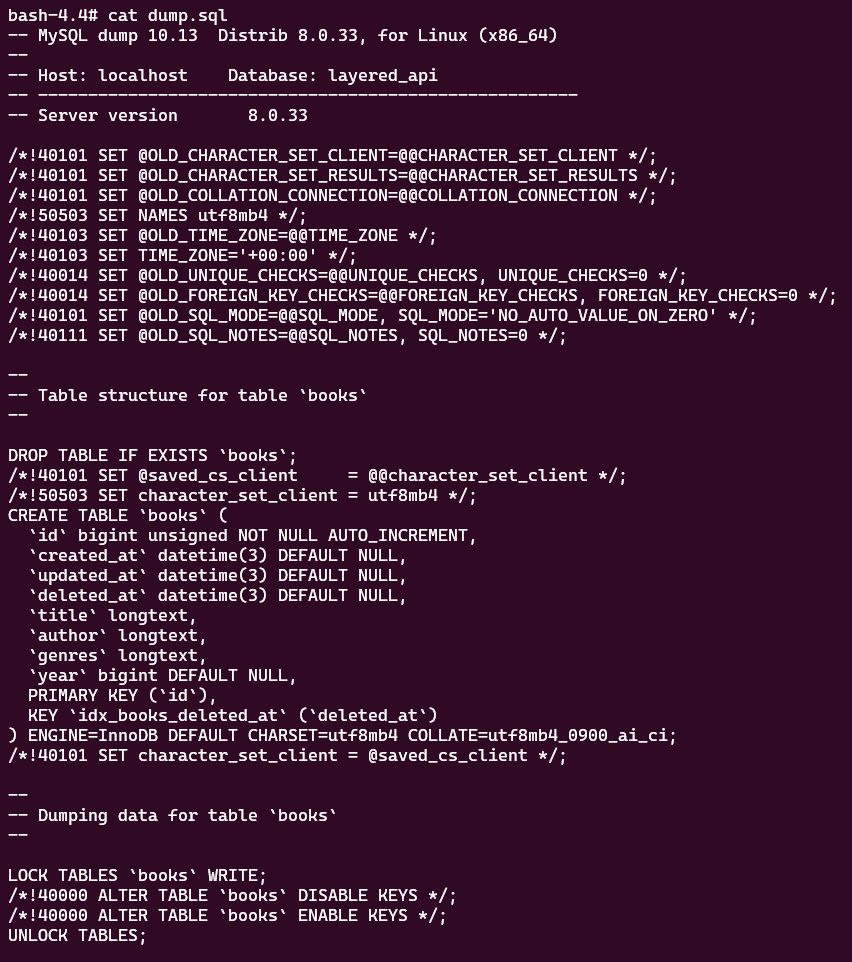 bash-4.4# cat dump.sql
-- MySQL dump 10.13  Distrib 8.0.33, for Linux (x86_64)
--
-- Host: localhost    Database: layered_api
-- ------------------------------------------------------
-- Server version       8.0.33
/*!40101 SET @OLD_CHARACTER_SET_CLIENT=@@CHARACTER_SET_CLIENT */;
/*!40101 SET @OLD_CHARACTER_SET_RESULTS=@@CHARACTER_SET_RESULTS */;
/*!40101 SET @OLD_COLLATION_CONNECTION=@@COLLATION_CONNECTION */;
/*!50503 SET NAMES utf8mb4 */;
/*!40103 SET @OLD_TIME_ZONE=@@TIME_ZONE */;
/*!40103 SET TIME_ZONE='+00:00' */;
/*!40014 SET @OLD_UNIQUE_CHECKS=@@UNIQUE_CHECKS, UNIQUE_CHECKS=0 */;
/*!40014 SET @OLD_FOREIGN_KEY_CHECKS=@@FOREIGN_KEY_CHECKS, FOREIGN_KEY_CHECKS=0 */;
/*!40101 SET @OLD_SQL_MODE=@@SQL_MODE, SQL_MODE='NO_AUTO_VALUE_ON_ZERO' */;
/*!40111 SET @OLD_SQL_NOTES=@@SQL_NOTES, SQL_NOTES=0 */;
--
-- Table structure for table `books`
--
DROP TABLE IF EXISTS `books`;
/*!40101 SET @saved_cs_client     = @@character_set_client */;
/*!50503 SET character_set_client = utf8mb4 */;
CREATE TABLE `books` (
  `id` bigint unsigned NOT NULL AUTO_INCREMENT,
  `created_at` datetime(3) DEFAULT NULL,
  `updated_at` datetime(3) DEFAULT NULL,
  `deleted_at` datetime(3) DEFAULT NULL,
  `title` longtext,
  `author` longtext,
  `genres` longtext,
  `year` bigint DEFAULT NULL,
  PRIMARY KEY (`id`),
  KEY `idx_books_deleted_at` (`deleted_at`)
) ENGINE=InnoDB DEFAULT CHARSET=utf8mb4 COLLATE=utf8mb4_0900_ai_ci;
/*!40101 SET character_set_client = @saved_cs_client */;
--
-- Dumping data for table `books`
--
LOCK TABLES `books` WRITE;
/*!40000 ALTER TABLE `books` DISABLE KEYS */;
/*!40000 ALTER TABLE `books` ENABLE KEYS */;
UNLOCK TABLES;